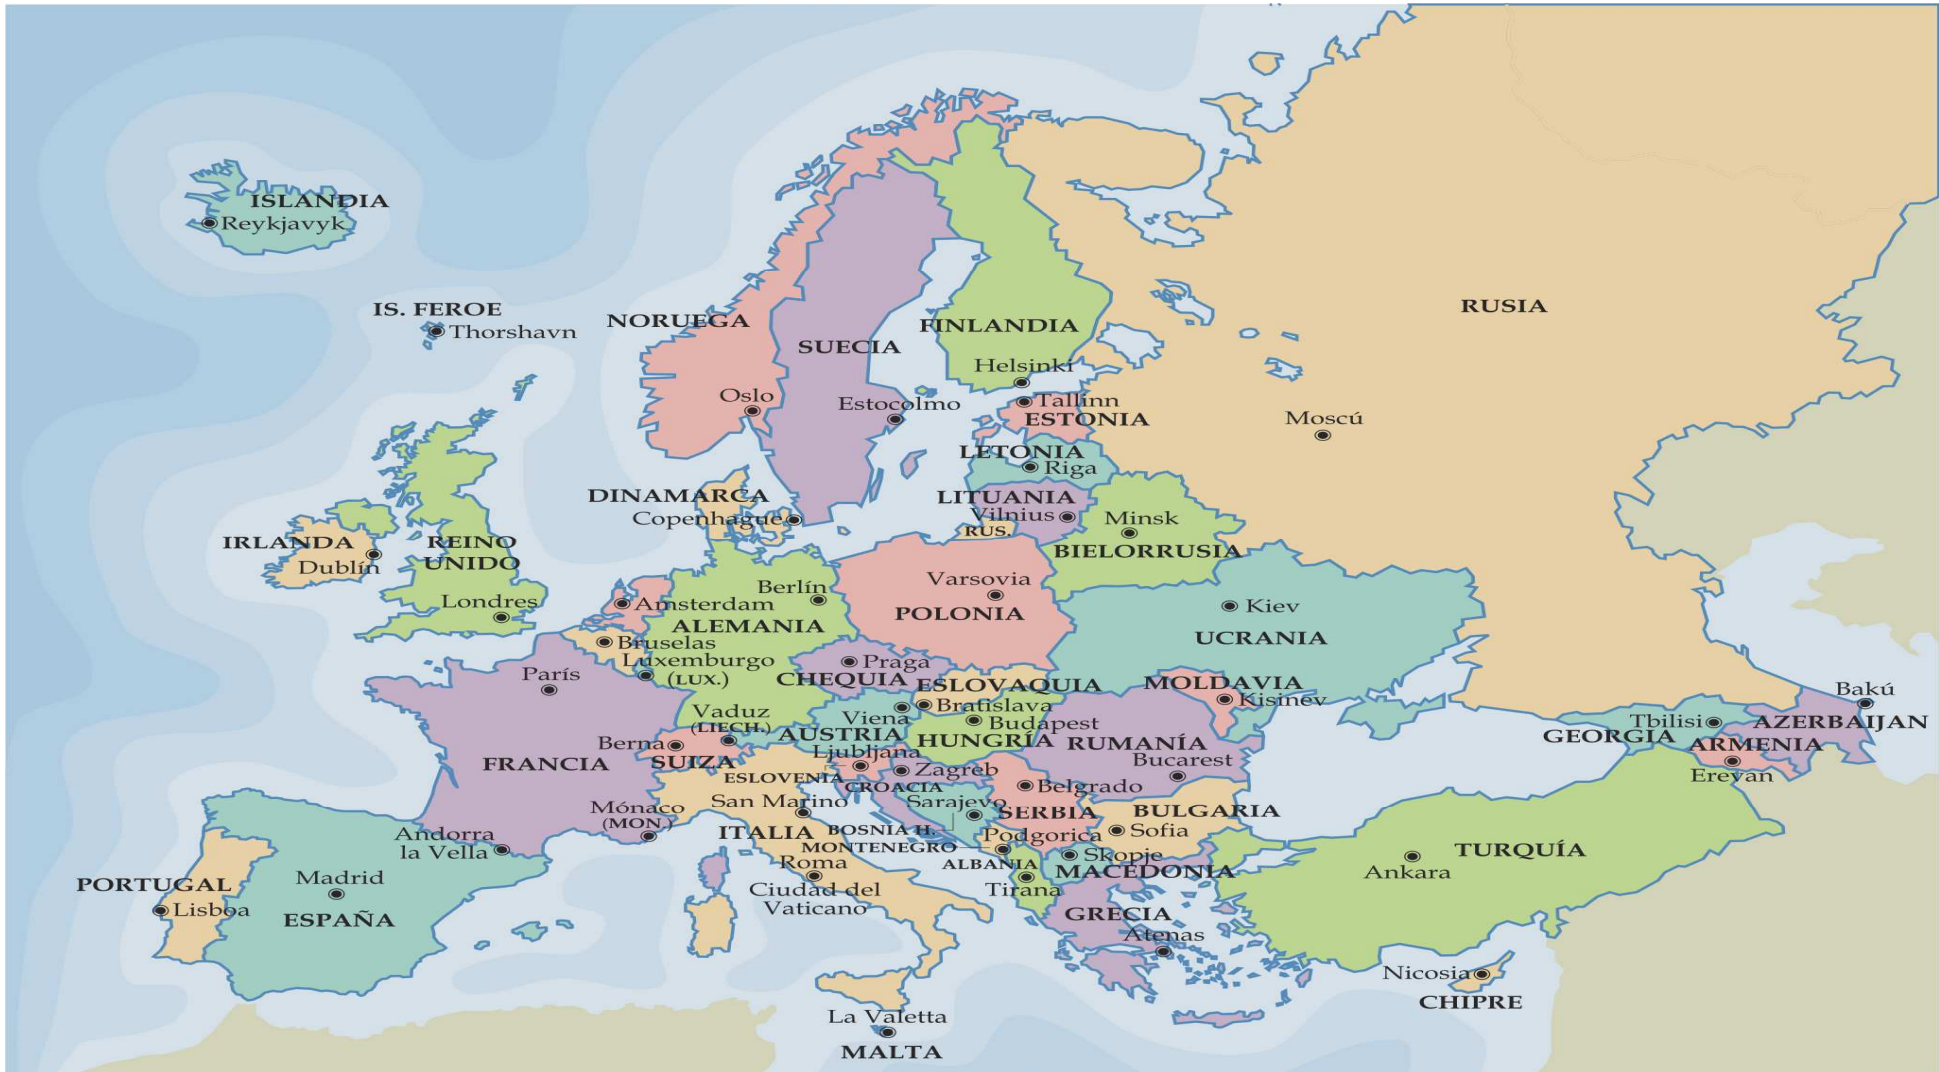 ISLANDIA
Reykjavyk
IS. FEROE
Thorshavn
NORUEGA
SUECIA
FINLANDIA
RUSIA
Helsinki
Oslo
Estocolmo
Tallinn
ESTONIA
Moscú
LETONIA
Riga
DINAMARCA
Copenhague
LITUANIA
Vilnius
RUS.
Minsk
BIELORRUSIA
IRLANDA
Dublín
REINO
UNIDO
Londres
Amsterdam
Berlín
ALEMANIA
Varsovia
POLONIA
Kiev
UCRANIA
Bruselas
Luxemburgo
(LUX.)
París
Praga
CHEQUIA
ESLOVAQUIA
Bratislava
MOLDAVIA
Kisinev
Vaduz
(LIECH.)
Viena
AUSTRIA
Budapest
HUNGRÍA
RUMANÍA
Bucarest
Berna
SUIZA
FRANCIA
Ljubljana
ESLOVENIA
Zagreb
CROACIA
Belgrado
SERBIA
Sarajevo
BOSNIA H.
San Marino
ITALIA
Mónaco
(MON.)
Andorra
la Vella
BULGARIA
Sofia
Podgorica
MONTENEGRO
ALBANIA
Tirana
Skopje
MACEDONIA
Roma
Ciudad del
Vaticano
PORTUGAL
Lisboa
Madrid
ESPAÑA
GRECIA
Atenas
Tbilisi
GEORGIA
Bakú
AZERBAIJAN
ARMENIA
Erevan
TURQUÍA
Ankara
Nicosia
CHIPRE
La Valetta
MALTA